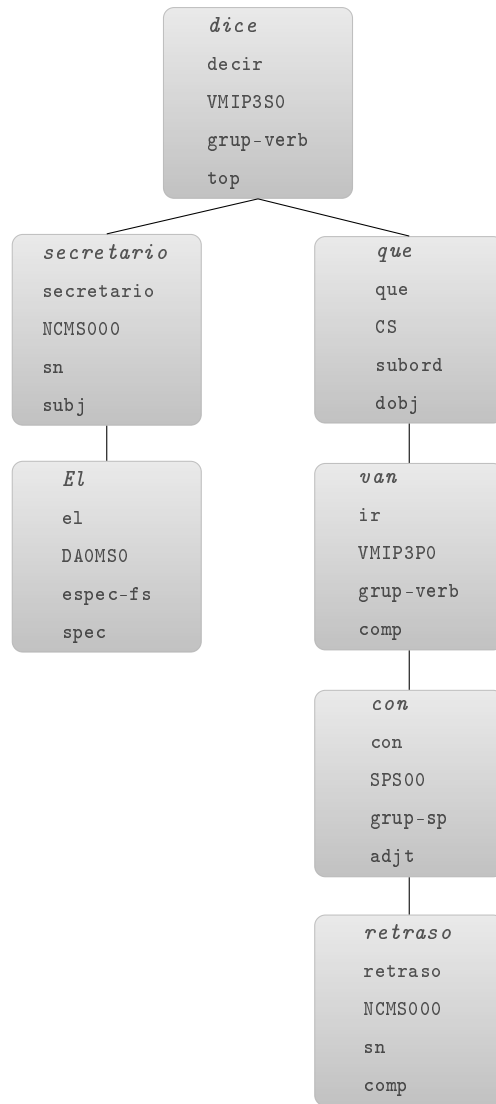 dice
decir
VMIP3S0
grup-verb
top
secretario
secretario
NCMS000
sn
subj
El
el
DA0MS0
espec-fs
spec
que
que
CS
subord
dobj
van
ir
VMIP3P0
grup-verb
comp
con
con
SPS00
grup-sp
adjt
retraso
retraso
NCMS000
sn
comp